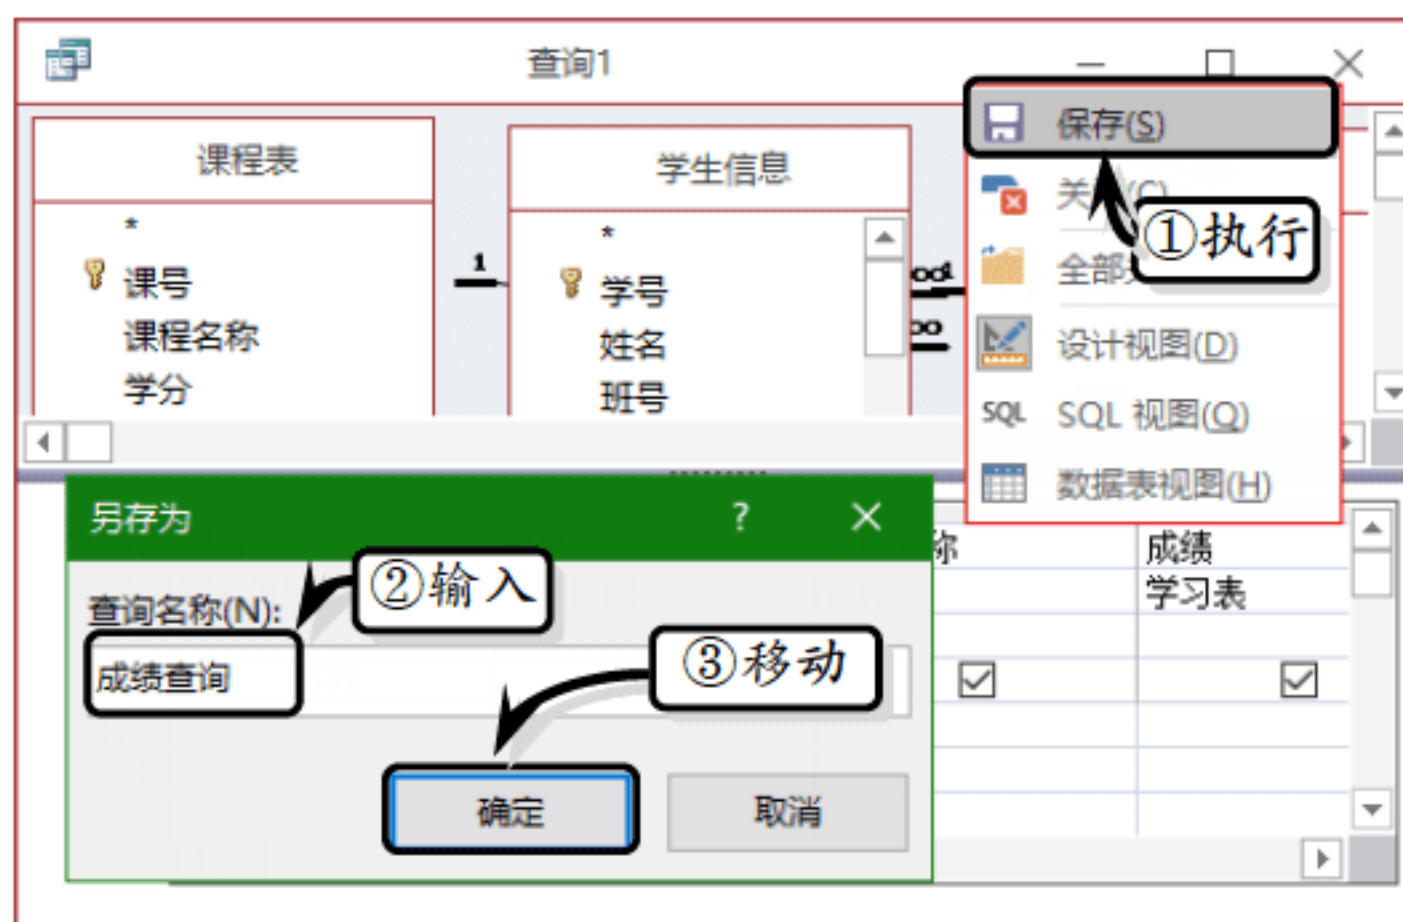 查询1
课程表
*
课号
课程名称
学分
1
学生信息
*
学号
姓名
班号
保存(S)
①执行
全部
设计视图(D)
SQL SQL 视图(Q)
数据表视图(H)
另存为 ?
②输入
查询名称(N):
成绩查询
③移动
确定
取消
称
成绩
学习表